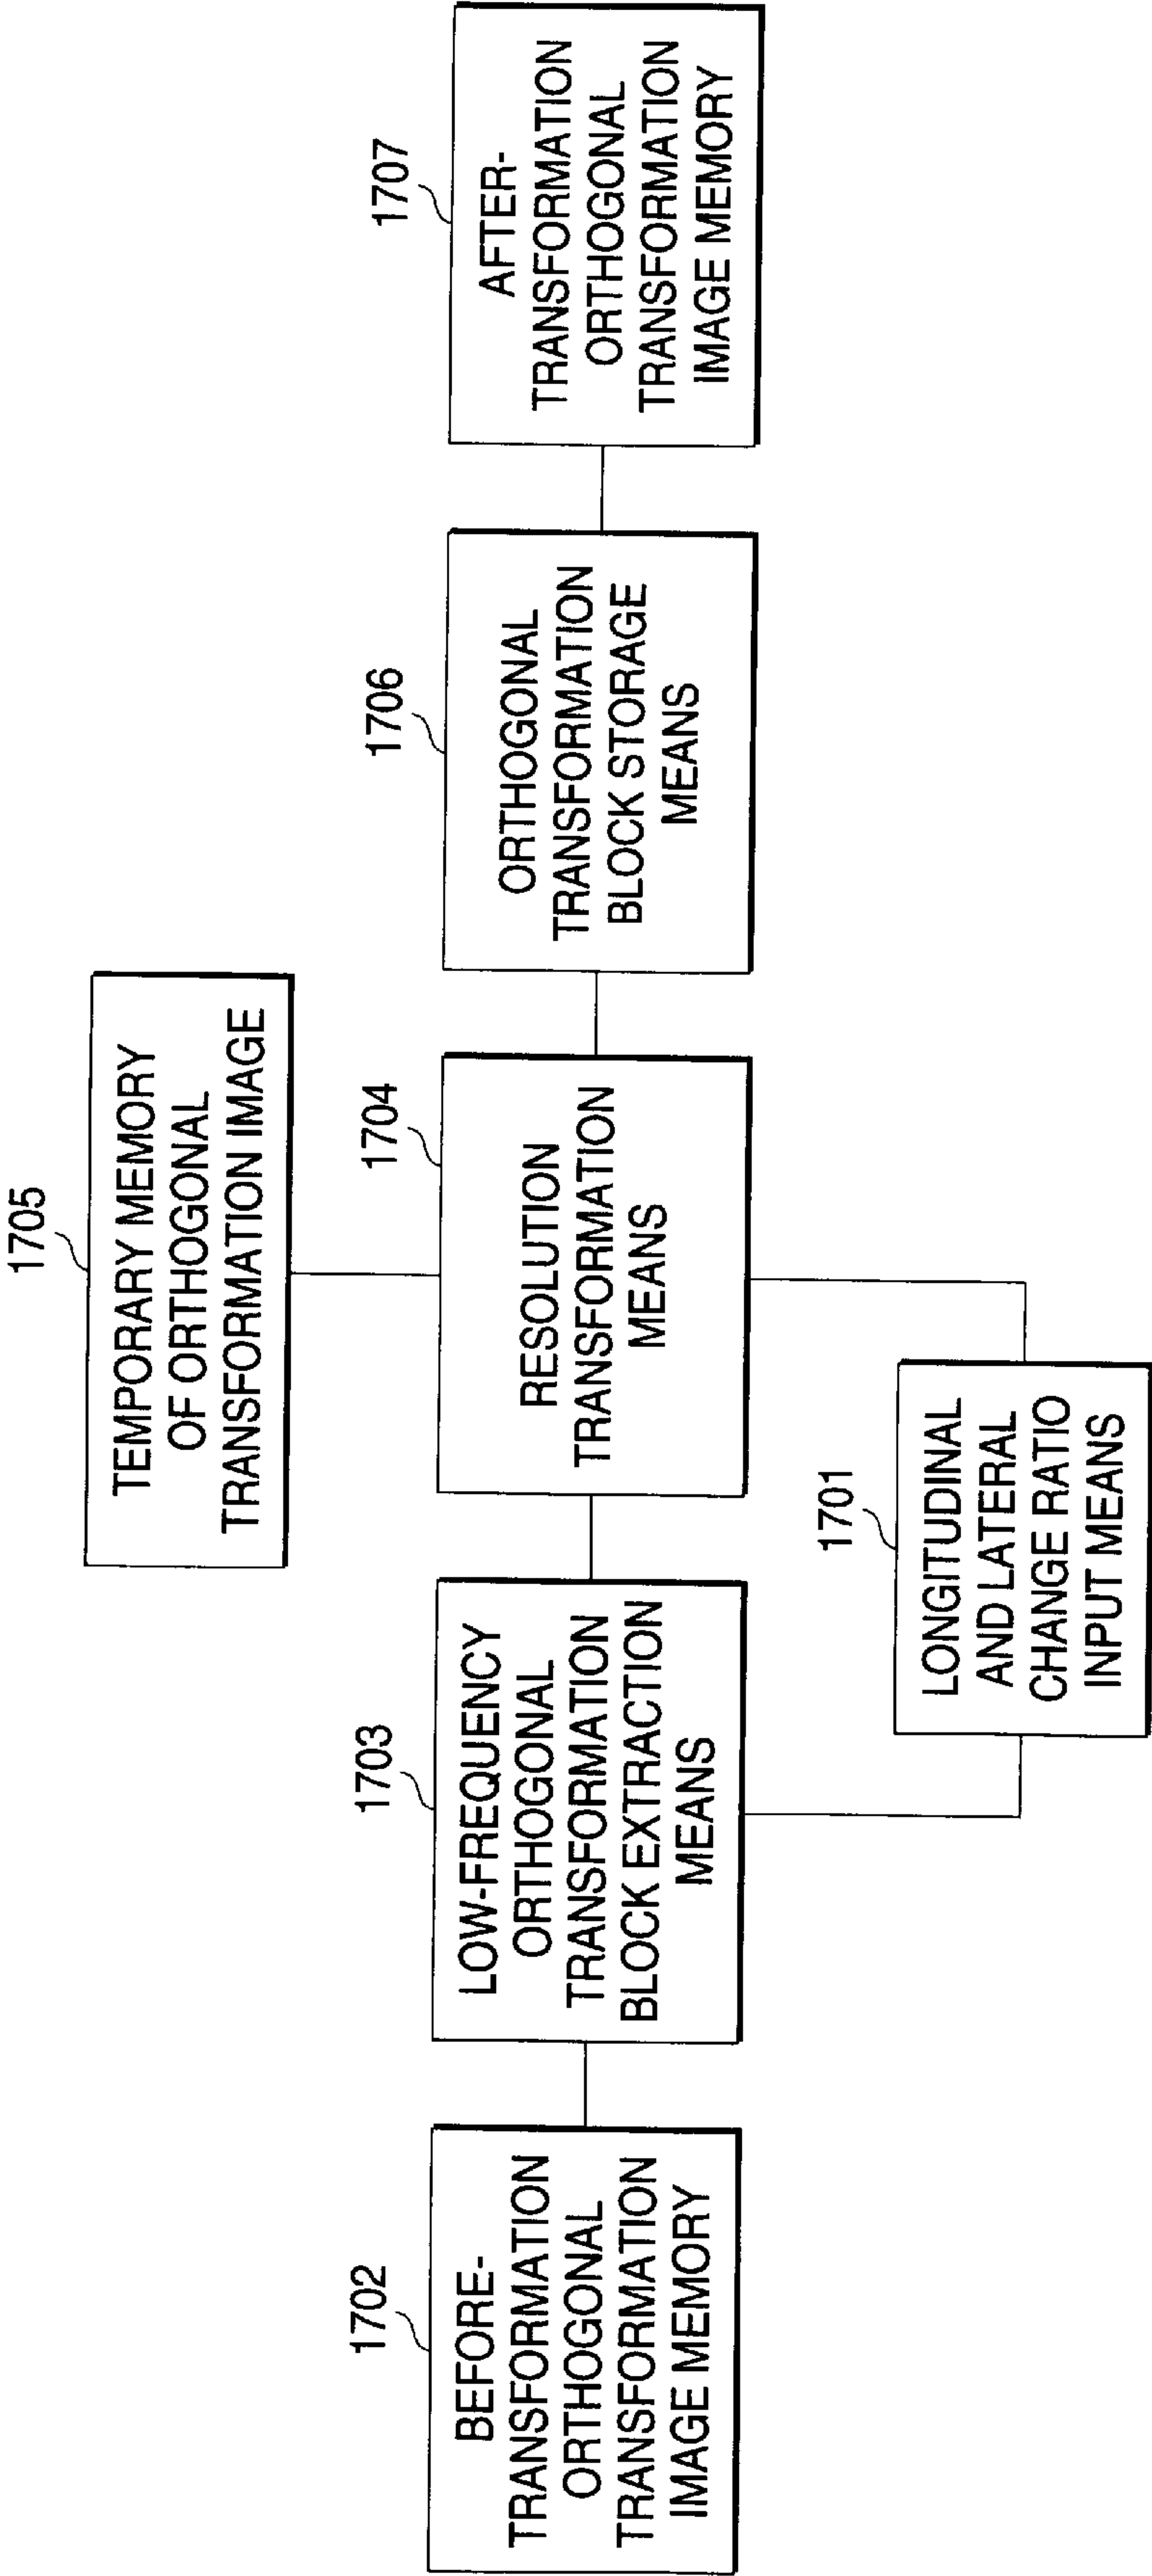 1705
TEMPORARY MEMORY
OF ORTHOGONAL
TRANSFORMATION IMAGE
1702
BEFORE-
TRANSFORMATION
ORTHOGONAL
TRANSFORMATION
IMAGE MEMORY
1703
LOW-FREQUENCY
ORTHOGONAL
TRANSFORMATION
BLOCK EXTRACTION
MEANS
1704
RESOLUTION
TRANSFORMATION
MEANS
1706
ORTHOGONAL
TRANSFORMATION
BLOCK STORAGE
MEANS
1707
AFTER-
TRANSFORMATION
ORTHOGONAL
TRANSFORMATION
IMAGE MEMORY
1701
LONGITUDINAL
AND LATERAL
CHANGE RATIO
INPUT MEANS